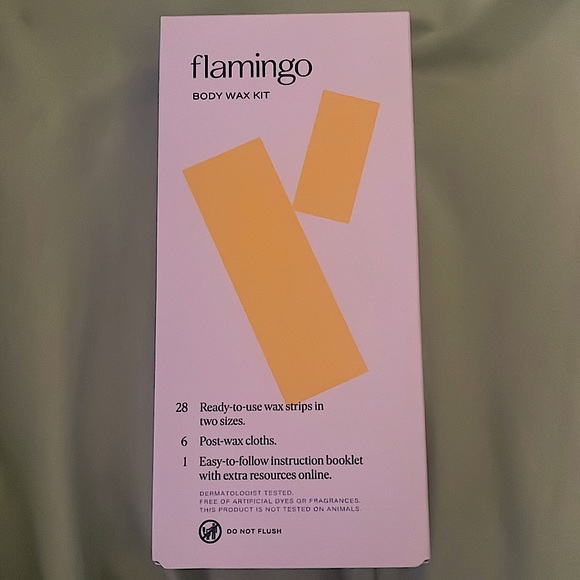 flamingo
BODY WAX KIT
28 Ready-to-use wax strips in
two sizes.
6 Post-wax cloths.
1 Easy-to-follow instruction booklet
with extra resources online.
DERMATOLOGIST TESTED.
FREE OF ARTIFICIAL DYES OR FRAGRANCES.
THIS PRODUCT IS NOT TESTED ON ANIMALS.
DO NOT FLUSH